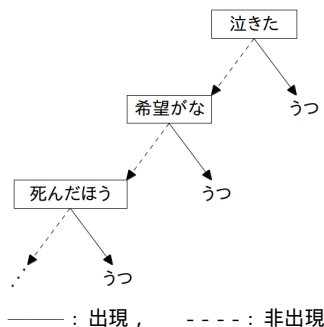 泣きた
うつ
希望がな
うつ
死んだほう
うつ
——— : 出現 , - - - - : 非出現